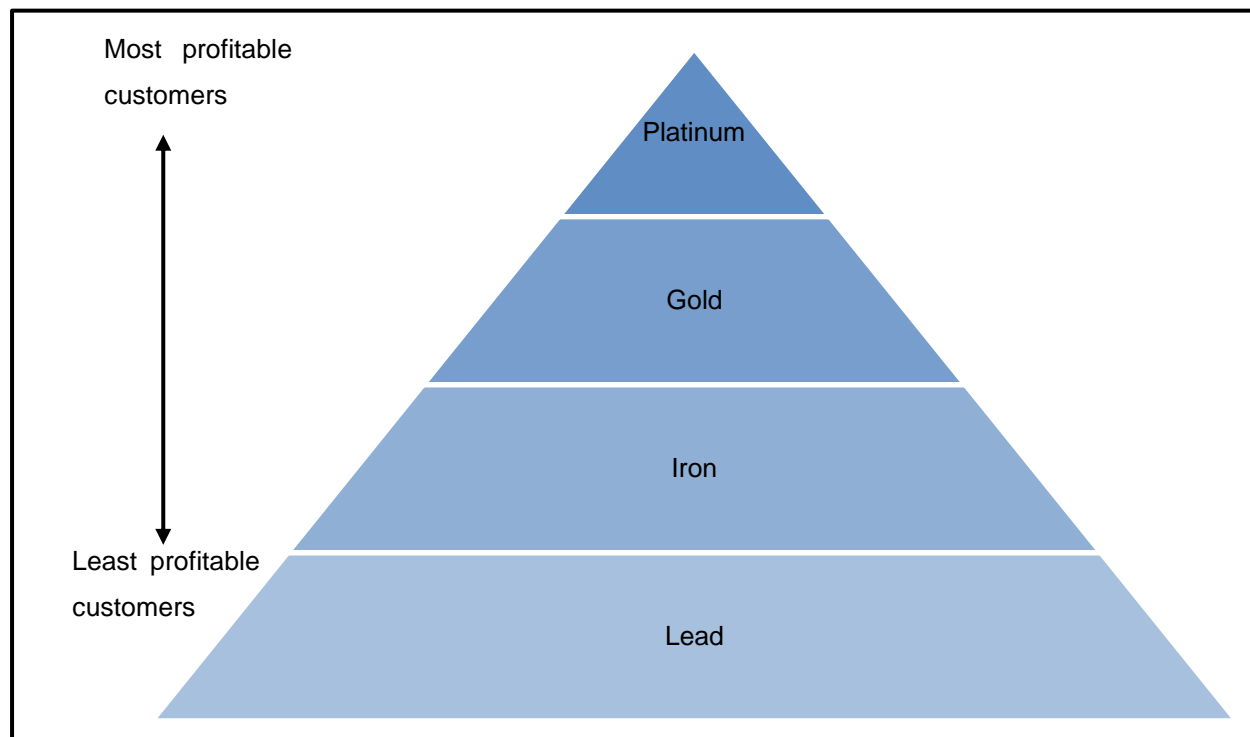 Most profitable
customers
Platinum
Gold
Iron
Least profitable
customers
Lead